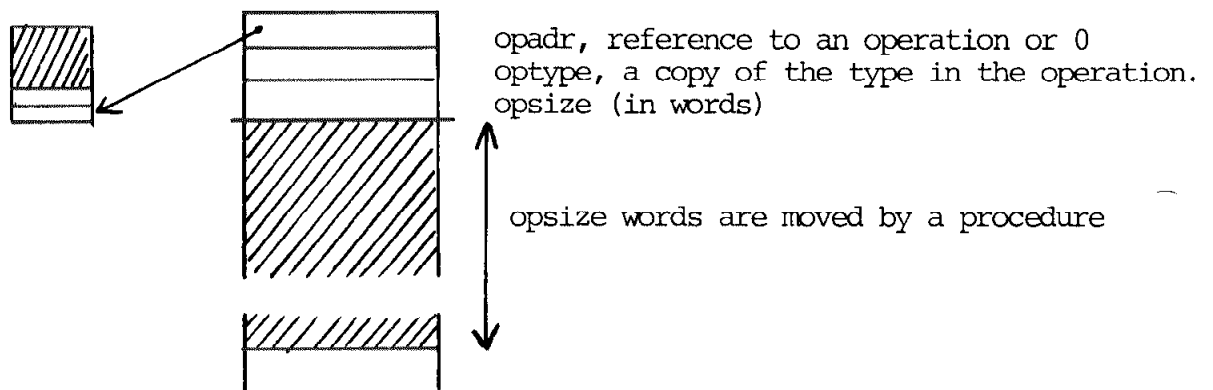 opadr, reference to an operation or 0
optype, a copy of the type in the operation.
opsize (in words)
opsize words are moved by a procedure